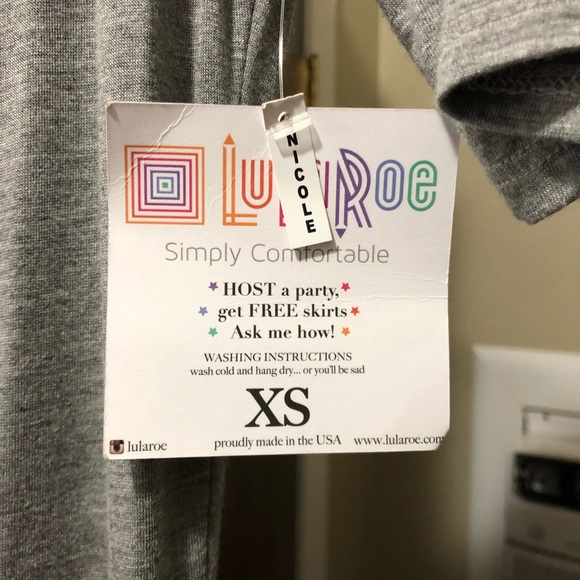 NICOLE
LuLaRoe
Simply Comfortable
HOST a party,
get FREE skirts
Ask me how!
WASHING INSTRUCTIONS
wash cold and hang dry... or you'll be sad
XS
lularoe proudly made in the USA www.lularoe.com